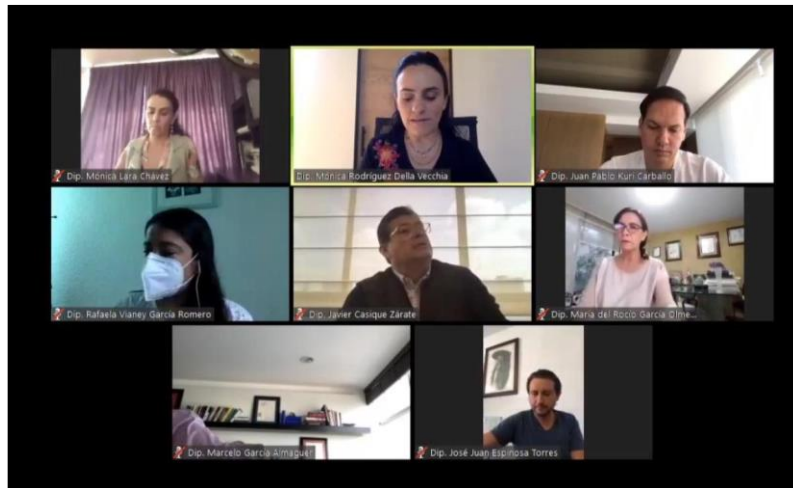 Dip. Mónica Lara Chávez
Dip. Mónica Rodríguez Della Vecchia
Dip. Juan Pablo Kuri Carballo
Dip. Rafaela Vianey García Romero
Dip. Javier Casique Zárate
Dip. María del Rocío García Olme...
Dip. Marcelo García Almaguer
Dip. José Juan Espinosa Torres